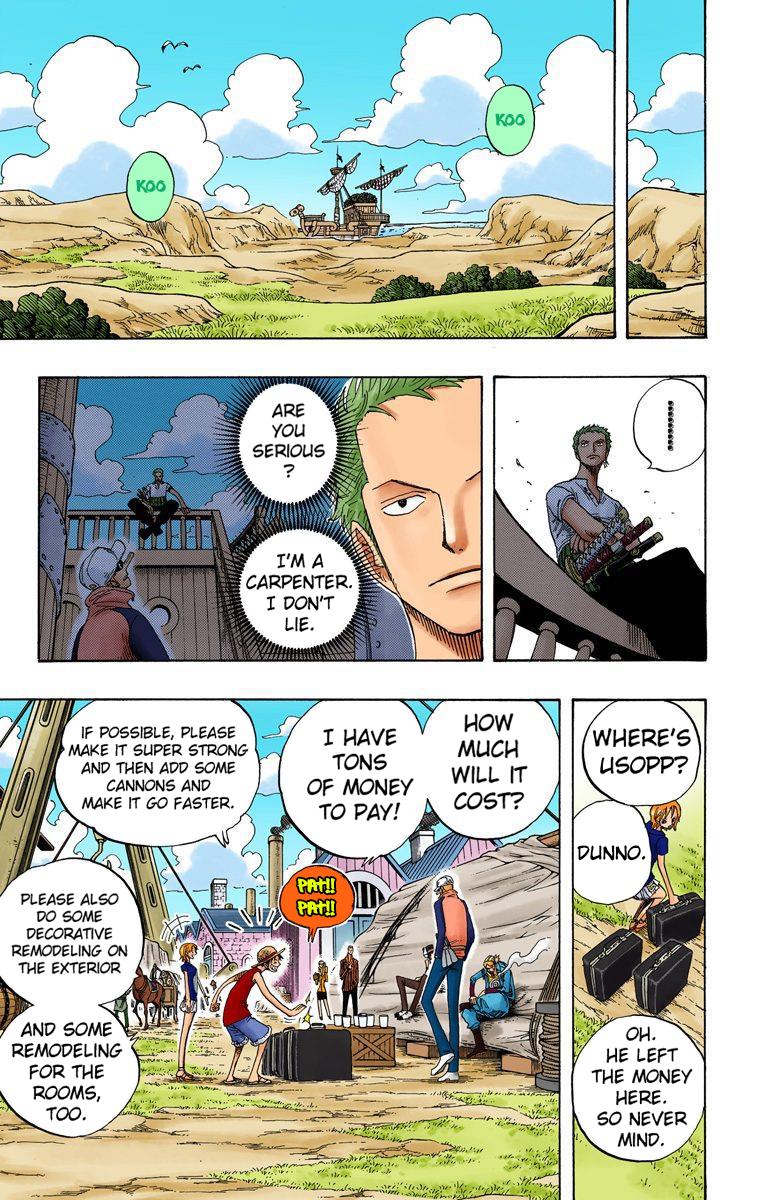 KOO
KOO
.........
ARE
YOU
SERIOUS
?
I'M A
CARPENTER.
I DON'T
LIE.
WHERE'S
USOPP?
DUNNO.
OH.
HE LEFT
THE MONEY
HERE.
SO NEVER
MIND.
HOW
MUCH
WILL IT
COST?
I HAVE
TONS
OF MONEY
TO PAY!
PAT!!
PAT!!
IF POSSIBLE, PLEASE
MAKE IT SUPER STRONG
AND THEN ADD SOME
CANNONS AND
MAKE IT GO FASTER.
PLEASE ALSO
DO SOME
DECORATIVE
REMODELING ON
THE EXTERIOR
AND SOME
REMODELING
FOR THE
ROOMS,
TOO.